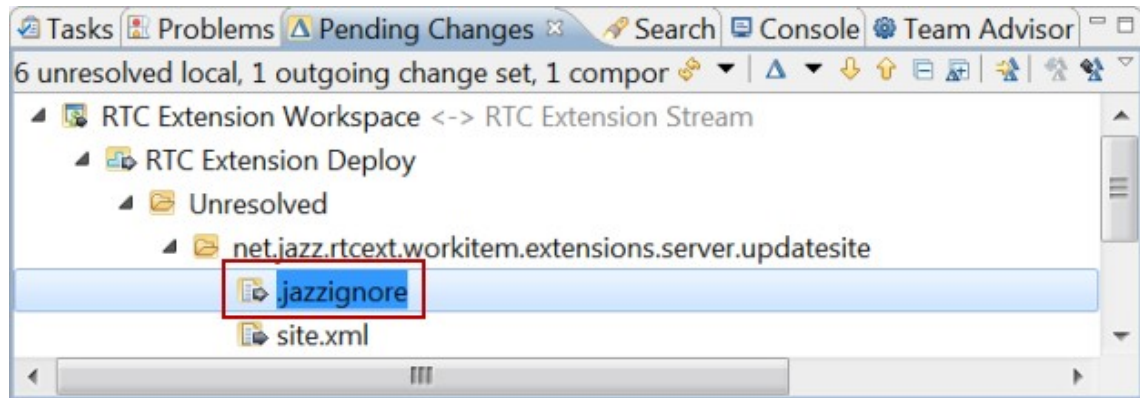 Tasks Problems Pending Changes Search Console Team Advisor
6 unresolved local, 1 outgoing change set, 1 compor
RTC Extension Workspace <-> RTC Extension Stream
RTC Extension Deploy
Unresolved
net.jazz.rtcext.workitem.extensions.server.updatesite
.jazzignore
site.xml